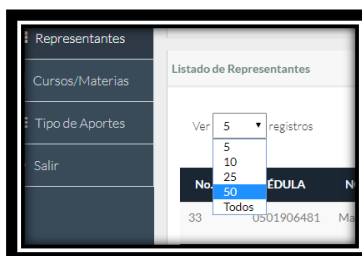 Representantes
Cursos/Materias
Tipo de Aportes
Salir
Listado de Representantes
Ver 5 registros
5
10
25
50
Todos
No. ÉDULA N
33 0501906481 Ma